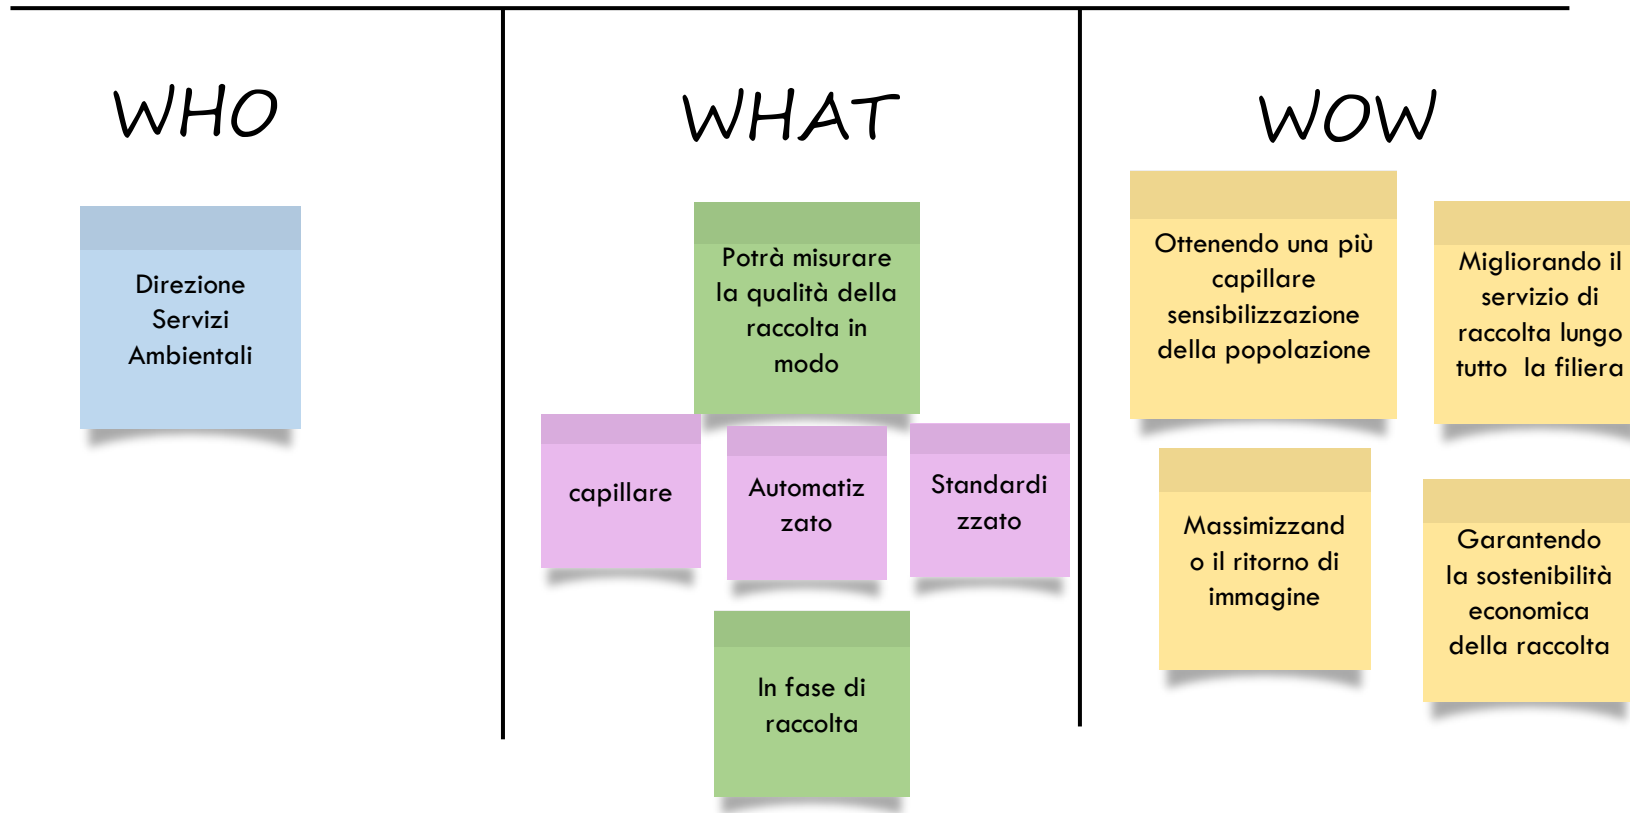 WHO
Direzione
Servizi
Ambientali
WHAT
Potrà misurare
la qualità della
raccolta in
modo
capillare
Automatiz
zato
Standardi
zzato
In fase di
raccolta
WOW
Ottenendo una più
capillare
sensibilizzazione
della popolazione
Migliorando il
servizio di
raccolta lungo
tutto la filiera
Massimizzand
o il ritorno di
immagine
Garantendo
la sostenibilità
economica
della raccolta